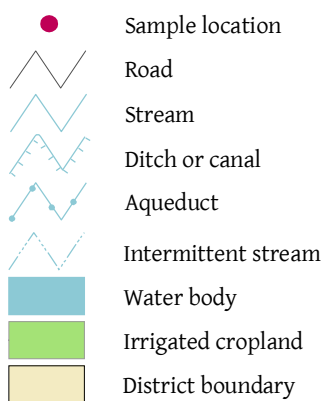 Sample location
Road
Stream
Ditch or canal
Aqueduct
Intermittent stream
Water body
Irrigated cropland
District boundary